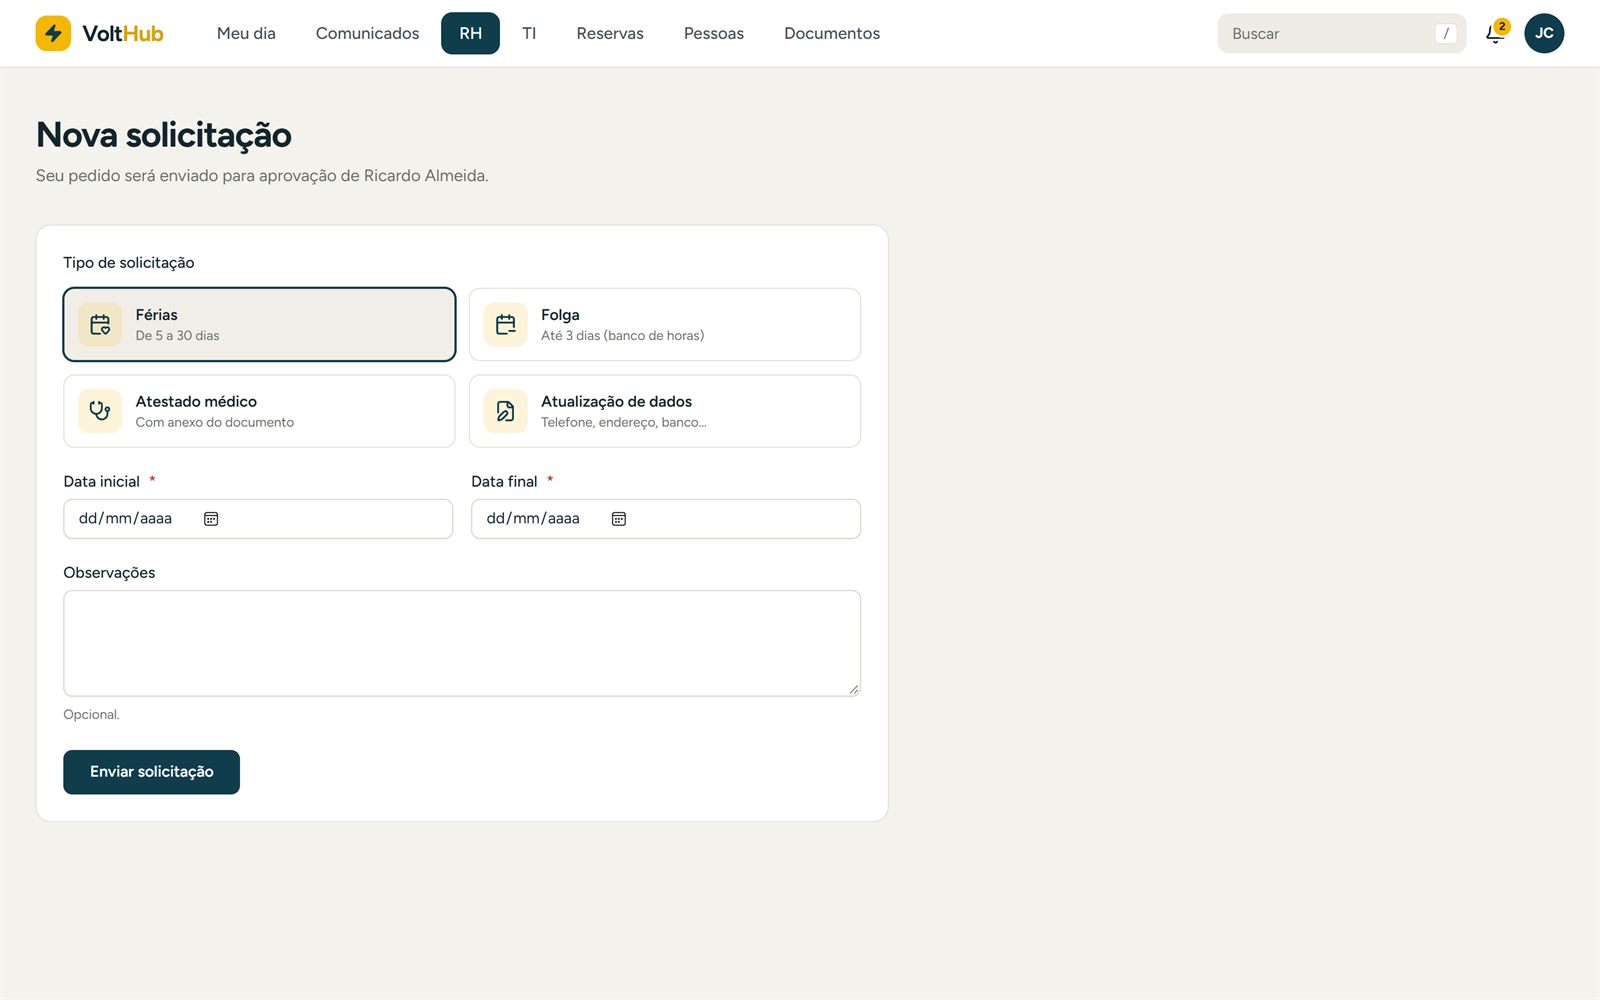 VoltHub Meu dia Comunicados RH TI Reservas Pessoas Documentos Buscar / 2 JC
Nova solicitação
Seu pedido será enviado para aprovação de Ricardo Almeida.
Tipo de solicitação
Férias
De 5 a 30 dias
Folga
Até 3 dias (banco de horas)
Atestado médico
Com anexo do documento
Atualização de dados
Telefone, endereço, banco...
Data inicial *
dd/mm/aaaa
Data final *
dd/mm/aaaa
Observações
Opcional.
Enviar solicitação